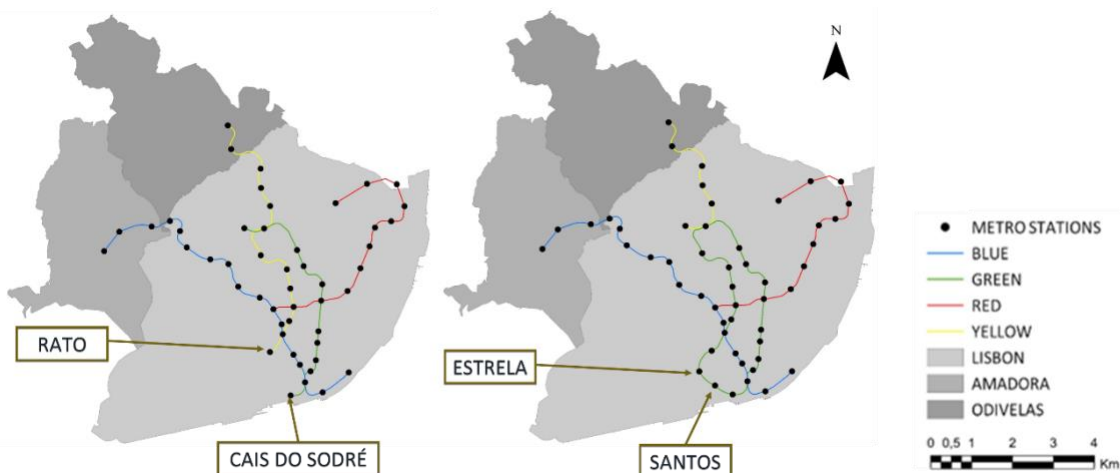 N
RATO
CAIS DO SODRÉ
ESTRELA
SANTOS
METRO STATIONS
BLUE
GREEN
RED
YELLOW
LISBON
AMADORA
ODIVELAS
0 0,5 1 2 3 4
Km